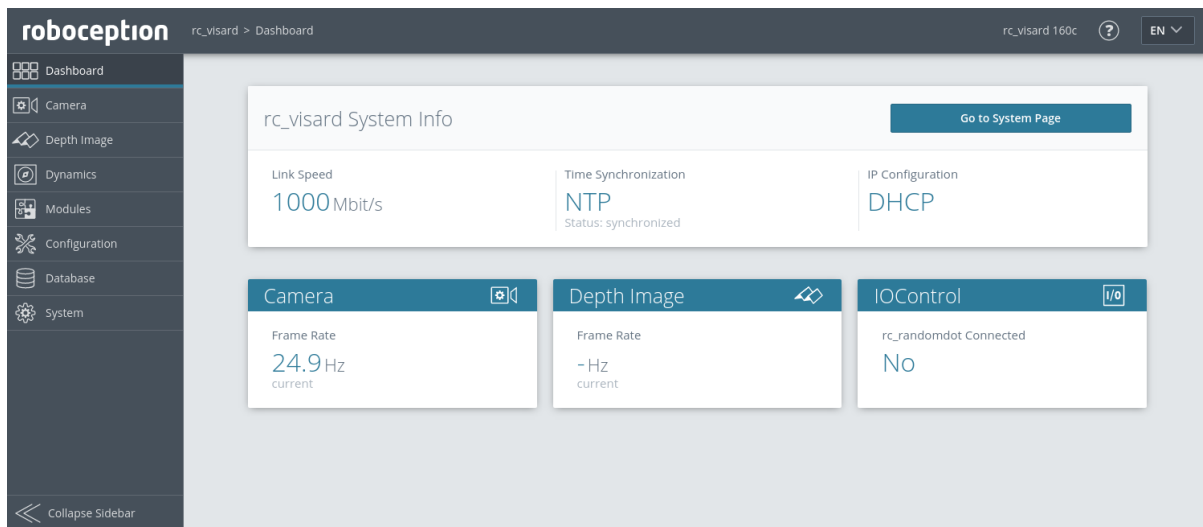 roboception
rc_visard > Dashboard
rc_visard 160c
?
EN
Dashboard
Camera
Depth Image
Dynamics
Modules
Configuration
Database
System
Collapse Sidebar
rc_visard System Info
Go to System Page
Link Speed
1000 Mbit/s
Time Synchronization
NTP
Status: synchronized
IP Configuration
DHCP
Camera
Frame Rate
24.9 Hz
current
Depth Image
Frame Rate
- Hz
current
IOControl
I/O
rc_randomdot Connected
No